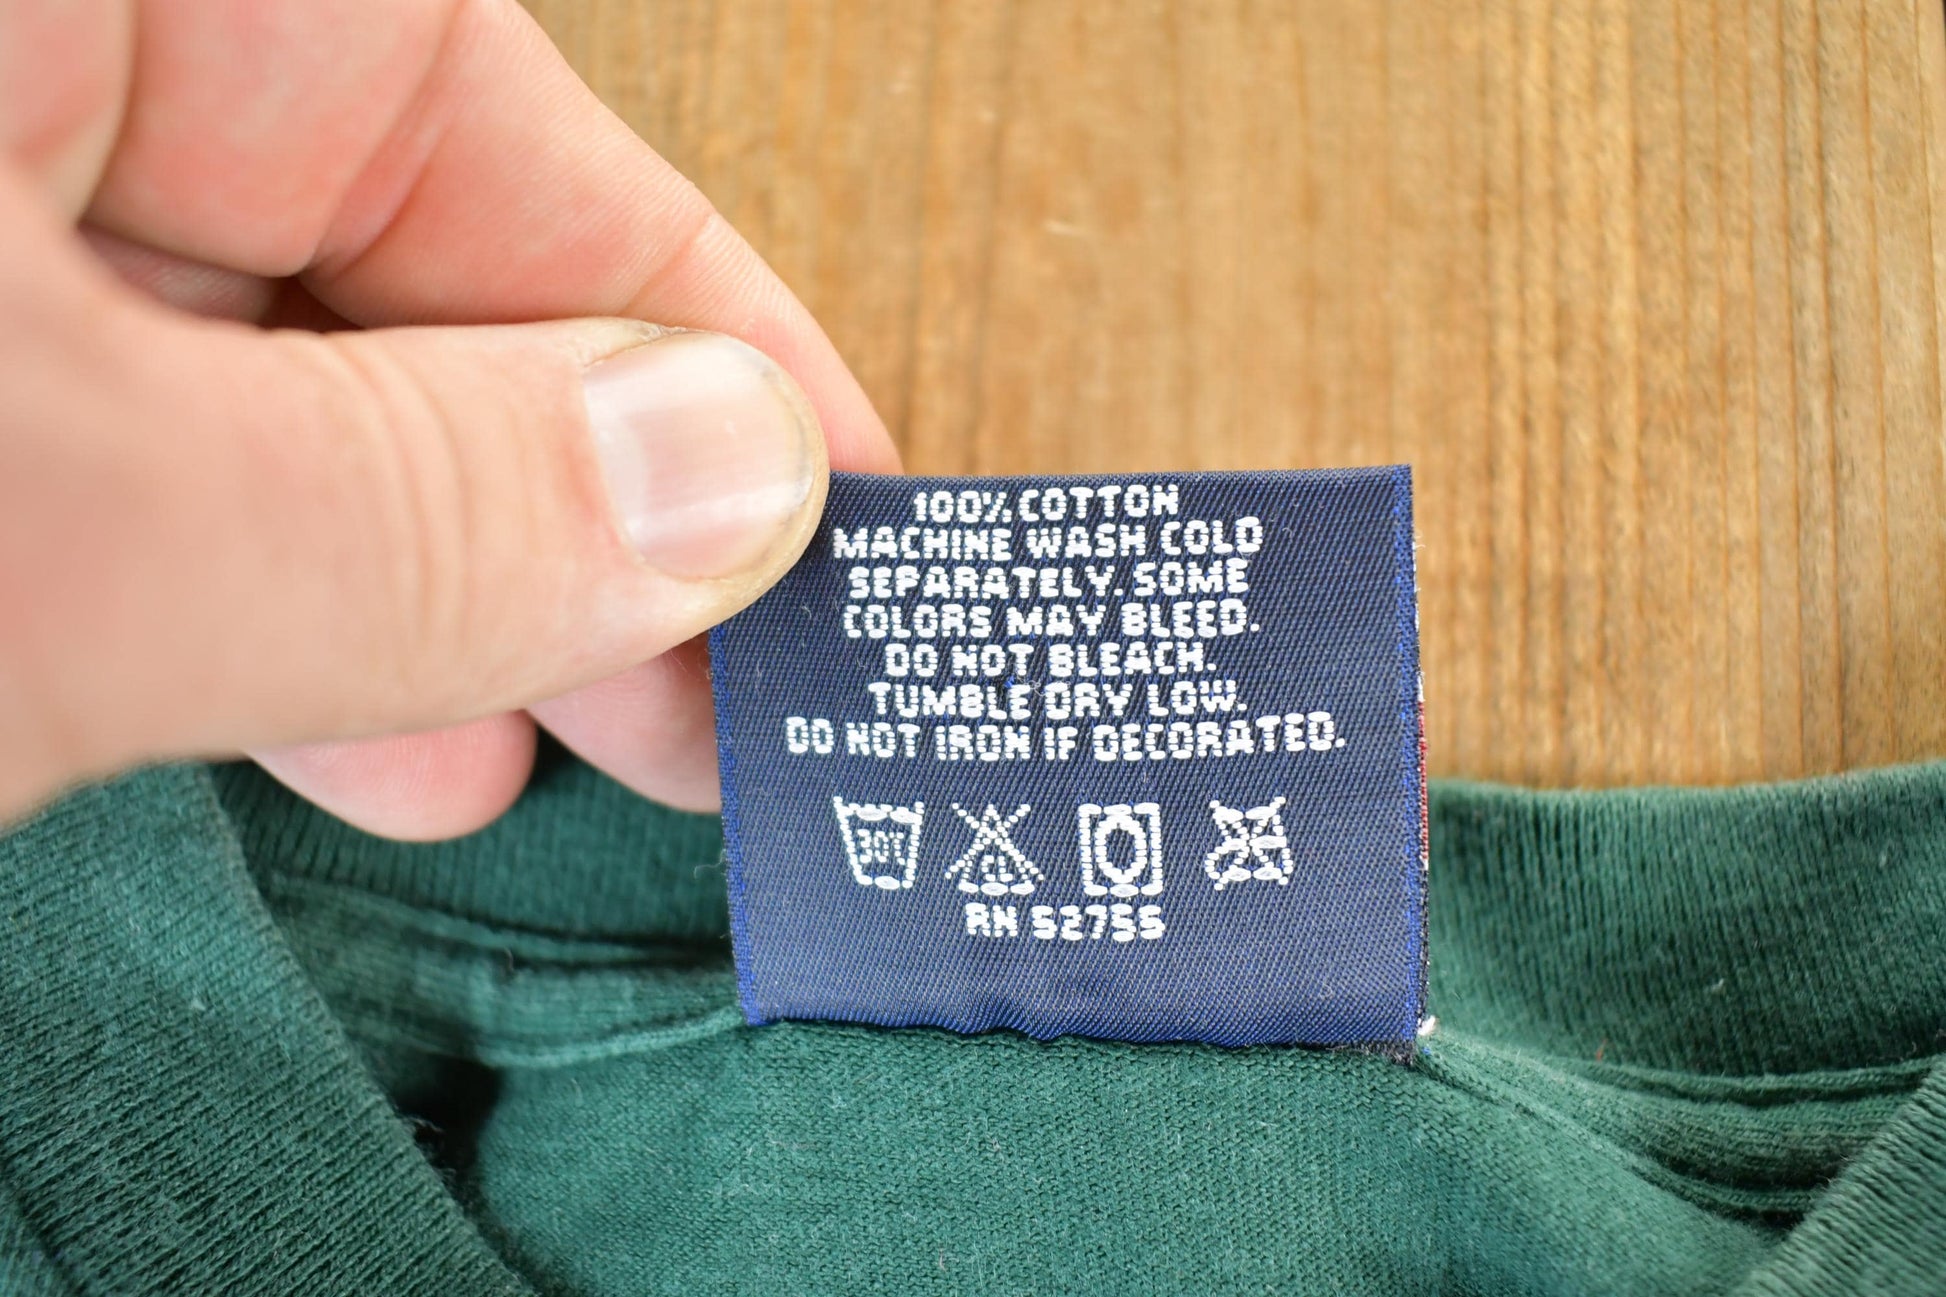 100% COTTON
MACHINE WASH COLD
SEPARATELY. SOME
COLORS MAY BLEED.
DO NOT BLEACH.
TUMBLE DRY LOW.
DO NOT IRON IF DECORATED.
30°C
CL
RN 52755